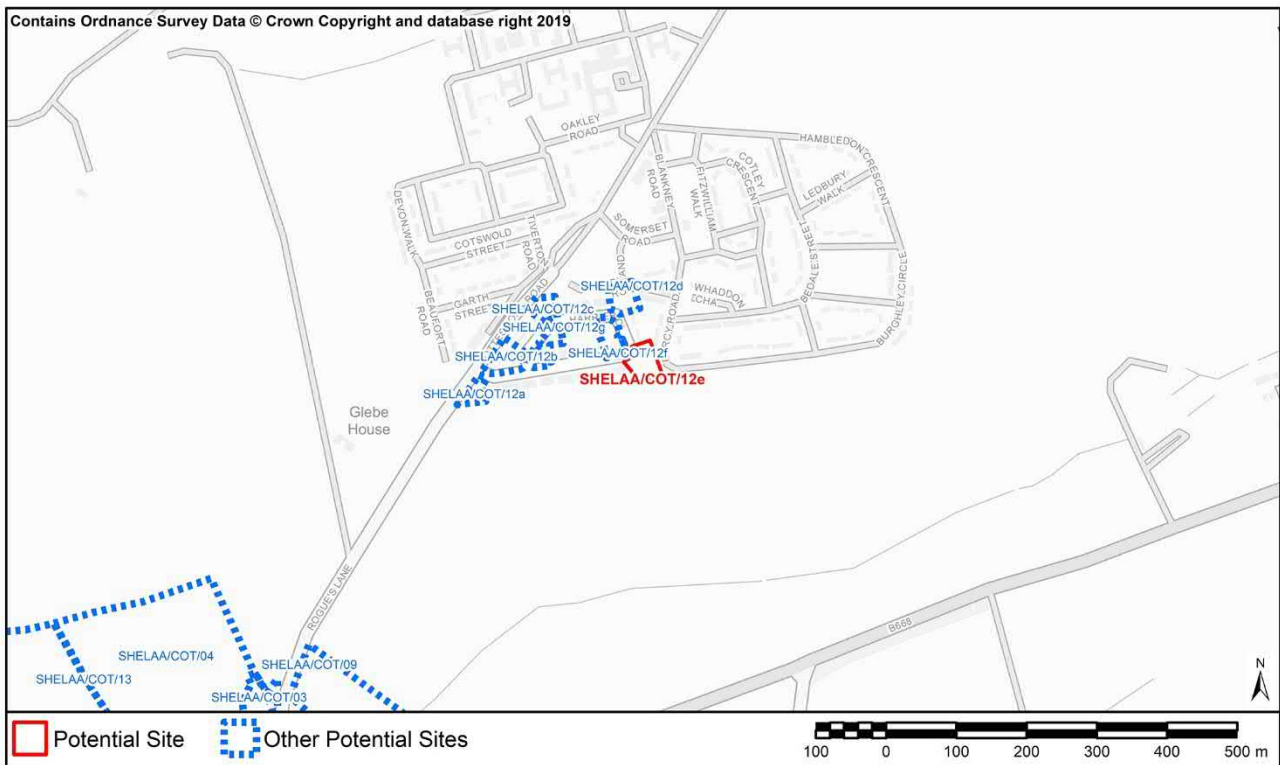 Contains Ordnance Survey Data © Crown Copyright and database right 2019
OAKLEY
ROAD
HAMBLEDON
CRESCENT
BLANKNEY
ROAD
FITZWILLIAM
WALK
COTLEY
CRESCENT
LEDBURY
WALK
DEVON WALK
TIVERTON
ROAD
SOMERSET
ROAD
COTSWOLD
STREET
BEDALE STREET
BURGHLEY CIRCLE
BEAUFORT
ROAD
GARTH
STREET
ROAD
WHADDON
CHA
SHELAA/COT/12d
SHELAA/COT/12c
SHELAA/COT/12g
SHELAA/COT/12b
SHELAA/COT/12f
SHELAA/COT/12e
SHELAA/COT/12a
Glebe
House
ROGUE'S LANE
B668
SHELAA/COT/04
SHELAA/COT/09
SHELAA/COT/13
SHELAA/COT/03
N
Potential Site
Other Potential Sites
100 0 100 200 300 400 500 m